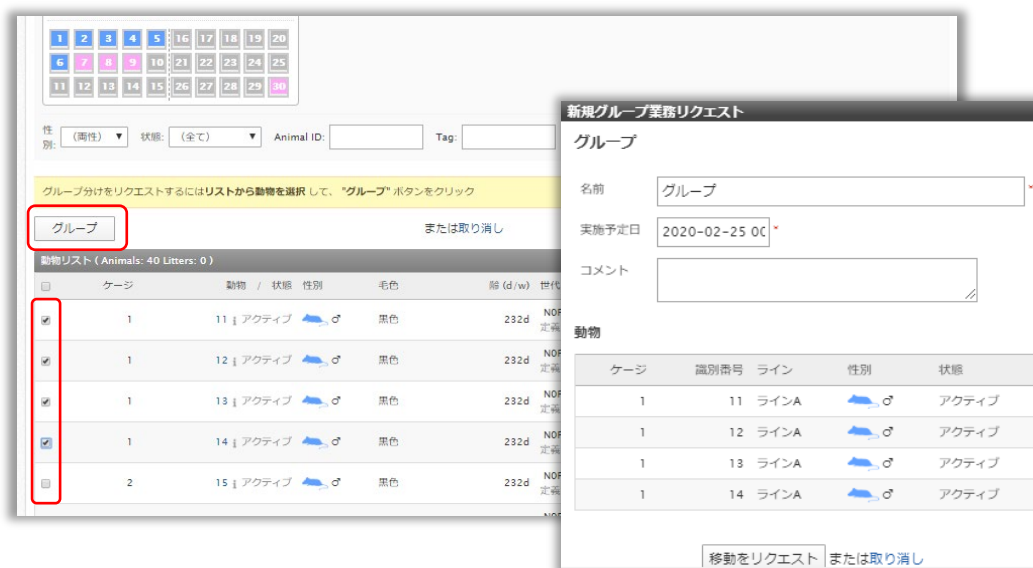 1 2 3 4 5 16 17 18 19 20
6 7 8 9 10 21 22 23 24 25
11 12 13 14 15 26 27 28 29 30
性別: (両性) ▼ 状態: (全て) ▼ Animal ID: Tag:
グループ分けをリクエストするにはリストから動物を選択 して、 "グループ" ボタンをクリック
グループ または取り消し
動物リスト ( Animals: 40 Litters: 0 )
ケージ 動物 / 状態 性別 毛色 齢 (d/w) 世代
1 11 アクティブ ♂ 黒色 232d
1 12 アクティブ ♂ 黒色 232d
1 13 アクティブ ♂ 黒色 232d
1 14 アクティブ ♂ 黒色 232d
2 15 アクティブ ♂ 黒色 232d
新規グループ業務リクエスト
グループ
名前 グループ *
実施予定日 2020-02-25 0 *
コメント
動物
ケージ 識別番号 ライン 性別 状態
1 11 ラインA ♂ アクティブ
1 12 ラインA ♂ アクティブ
1 13 ラインA ♂ アクティブ
1 14 ラインA ♂ アクティブ
移動をリクエスト または取り消し